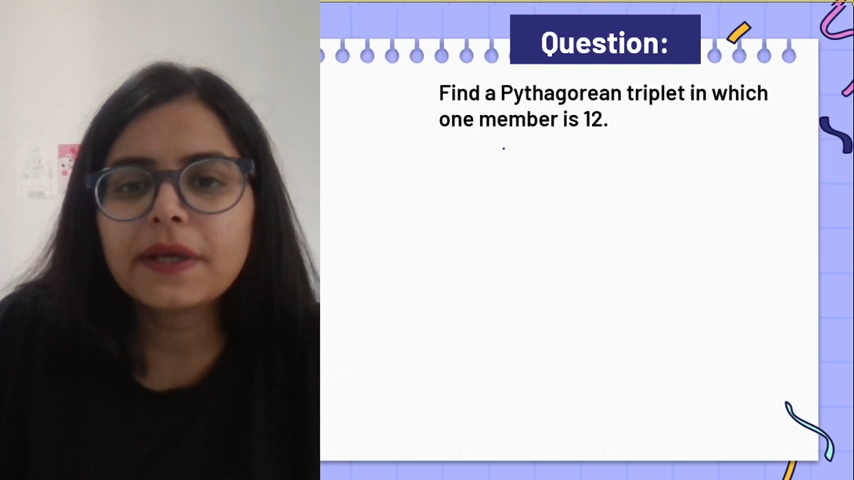 Question:
Find a Pythagorean triplet in which
one member is 12.